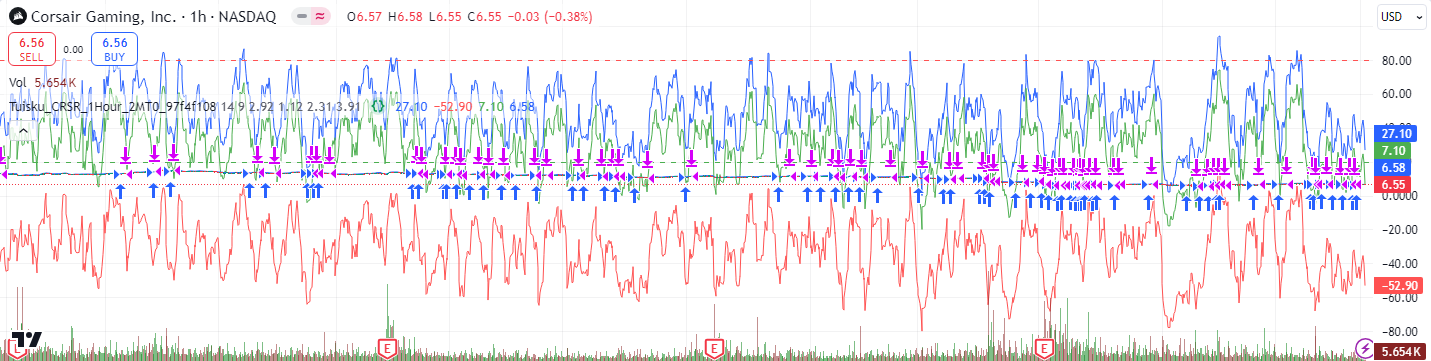 Corsair Gaming, Inc. · 1h · NASDAQ O6.57 H6.58 L6.55 C6.55 −0.03 (−0.38%)
USD
6.56 SELL
0.00
6.56 BUY
Vol 5.654K
Tuisku_CRSR_1Hour_2MT0_97f4f108 14 9 2.92 1.12 2.31 3.91 27.10 −52.90 7.10 6.58
80.00
60.00
40.00
27.10
7.10
6.58
6.55
0.0000
−20.00
−40.00
−52.90
−60.00
−80.00
5.654K
L
E
E
E